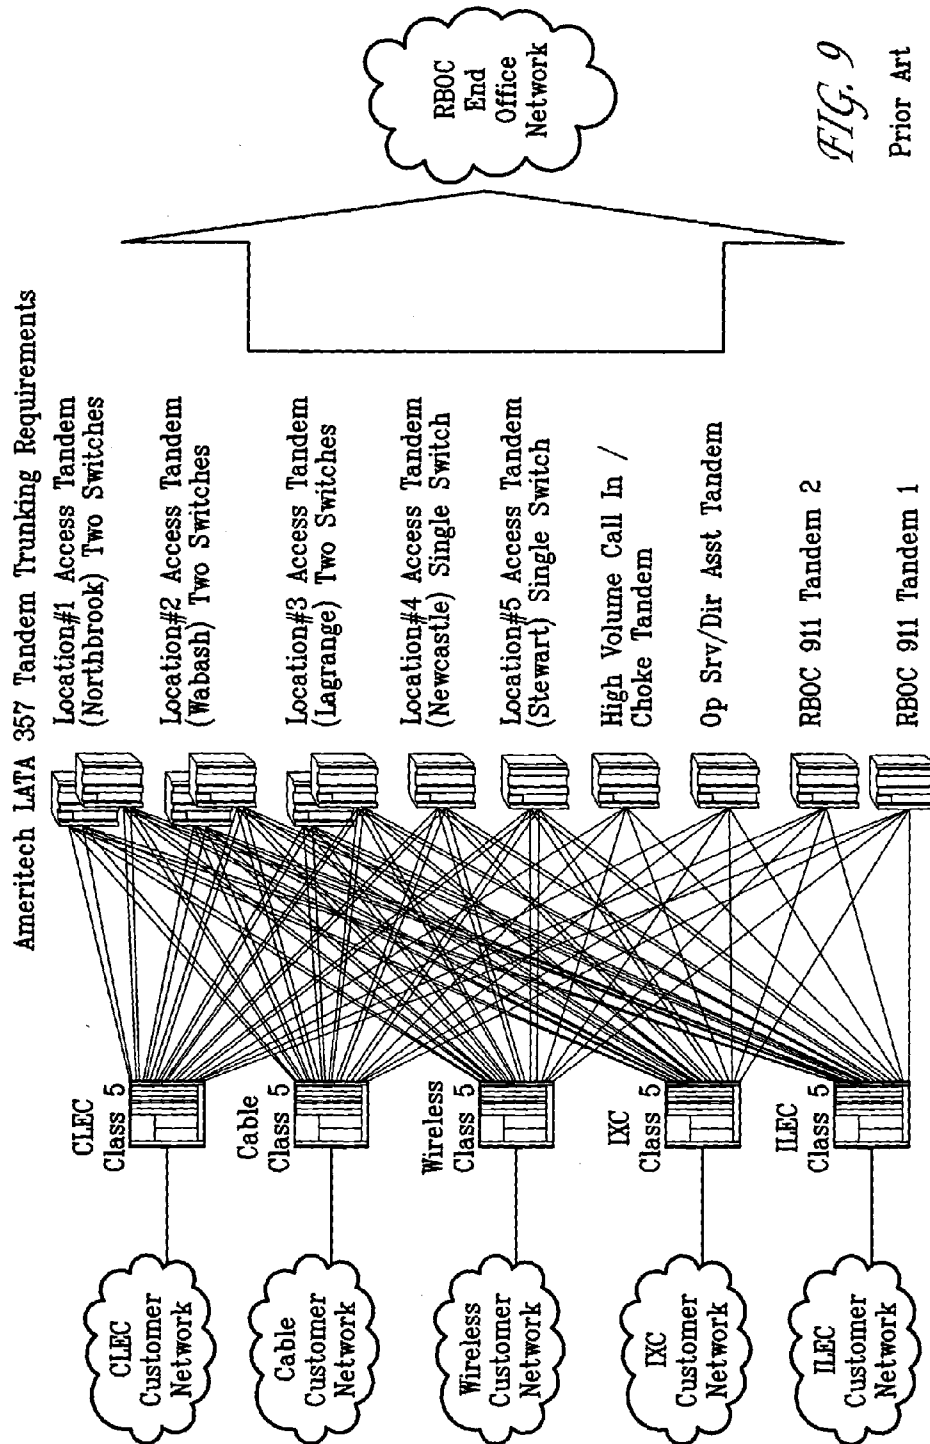 Ameritech LATA 357 Tandem Trunking Requirements
CLEC
Customer
Network
Cable
Customer
Network
Wireless
Customer
Network
IXC
Customer
Network
ILEC
Customer
Network
CLEC
Class 5
Cable
Class 5
Wireless
Class 5
IXC
Class 5
ILEC
Class 5
Location#1 Access Tandem
(Northbrook) Two Switches
Location#2 Access Tandem
(Wabash) Two Switches
Location#3 Access Tandem
(Lagrange) Two Switches
Location#4 Access Tandem
(Newcastle) Single Switch
Location#5 Access Tandem
(Stewart) Single Switch
High Volume Call In /
Choke Tandem
Op Srv/Dir Asst Tandem
RBOC 911 Tandem 2
RBOC 911 Tandem 1
RBOC
End
Office
Network
FIG. 9
Prior Art